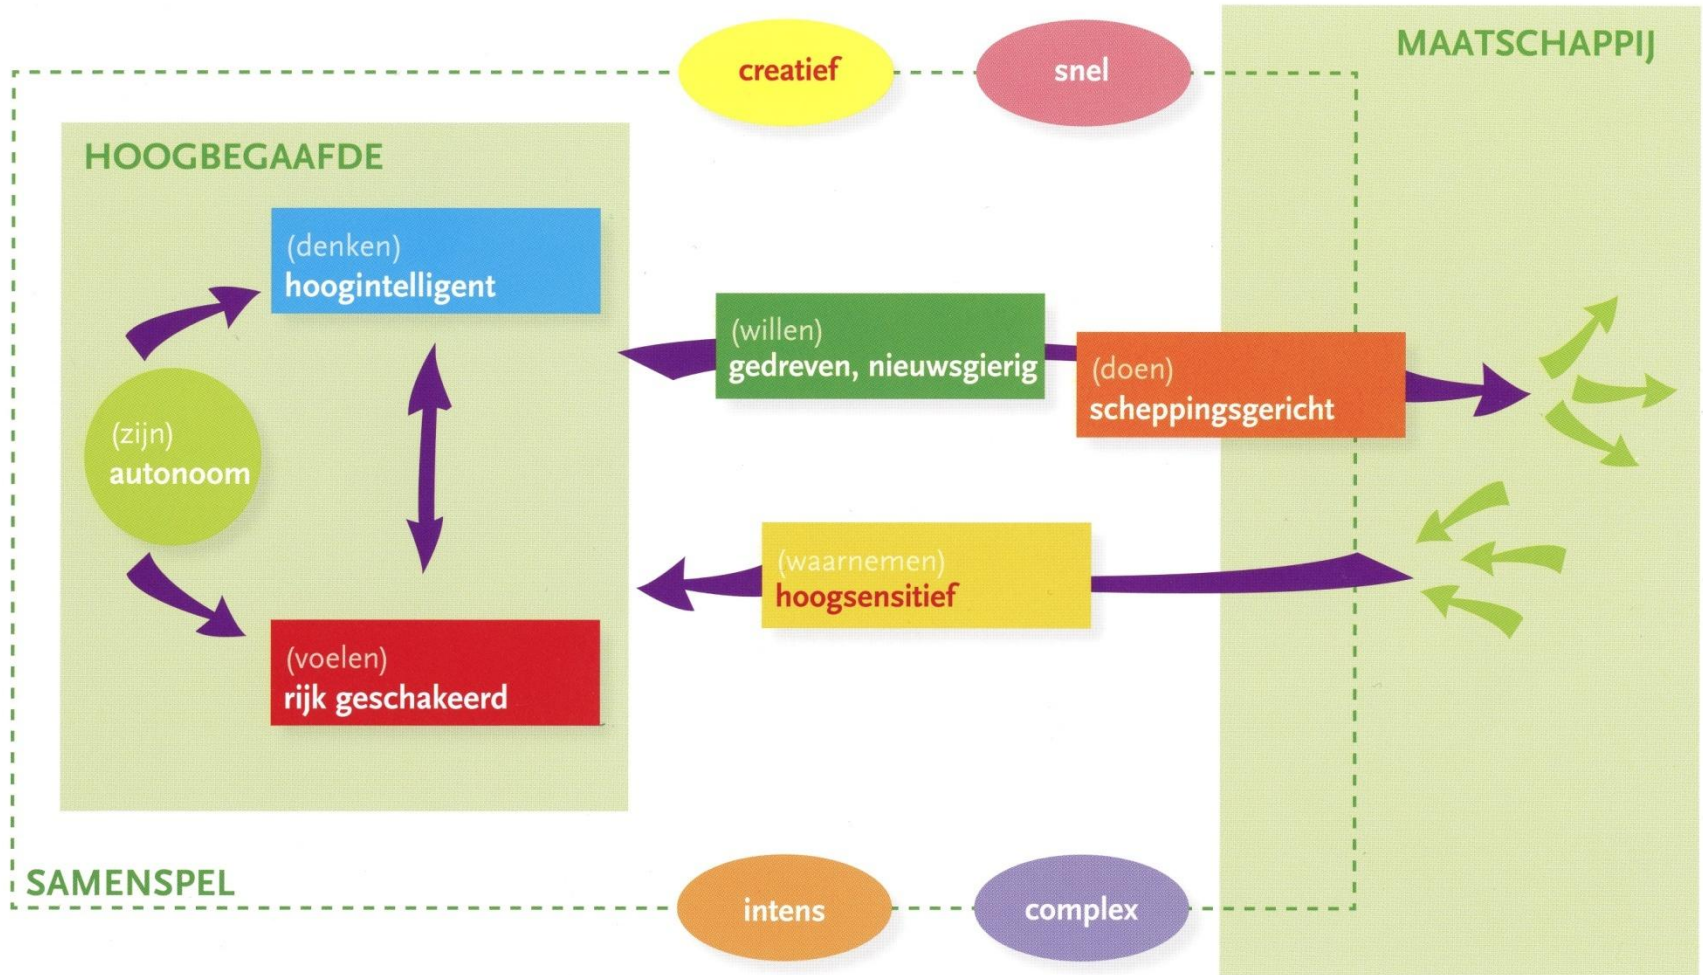 creatief
snel
MAATSCHAPPIJ
HOOGBEGAAFDE
(denken)
hoogintelligent
(willen)
gedreven, nieuwsgierig
(doen)
scheppingsgericht
(zijn)
autonoom
(waarnemen)
hoogsensitief
(voelen)
rijk geschakeerd
SAMENSPEL
intens
complex